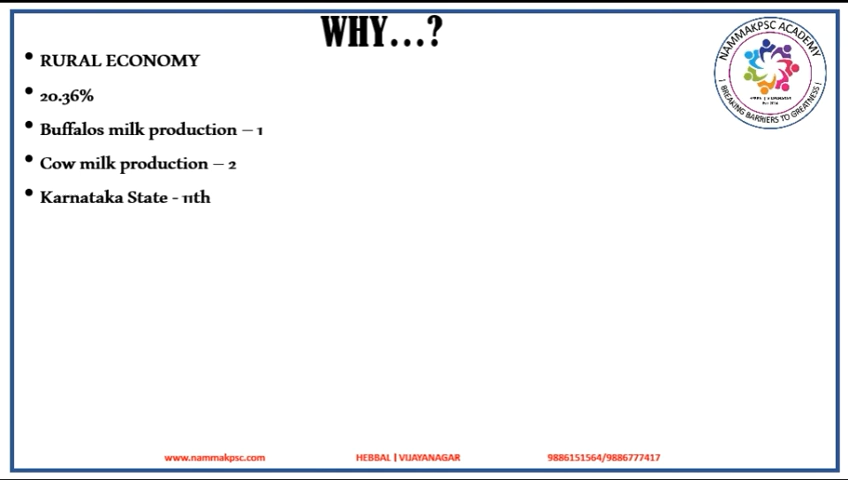 WHY...?
• RURAL ECONOMY
• 20.36%
• Buffalos milk production – 1
• Cow milk production – 2
• Karnataka State - 11th
NAMMAKPSC ACADEMY
! BREAKING BARRIERS TO GREATNESS !
www.nammakpsc.com HEBBAL | VIJAYANAGAR 9886151564/9886777417